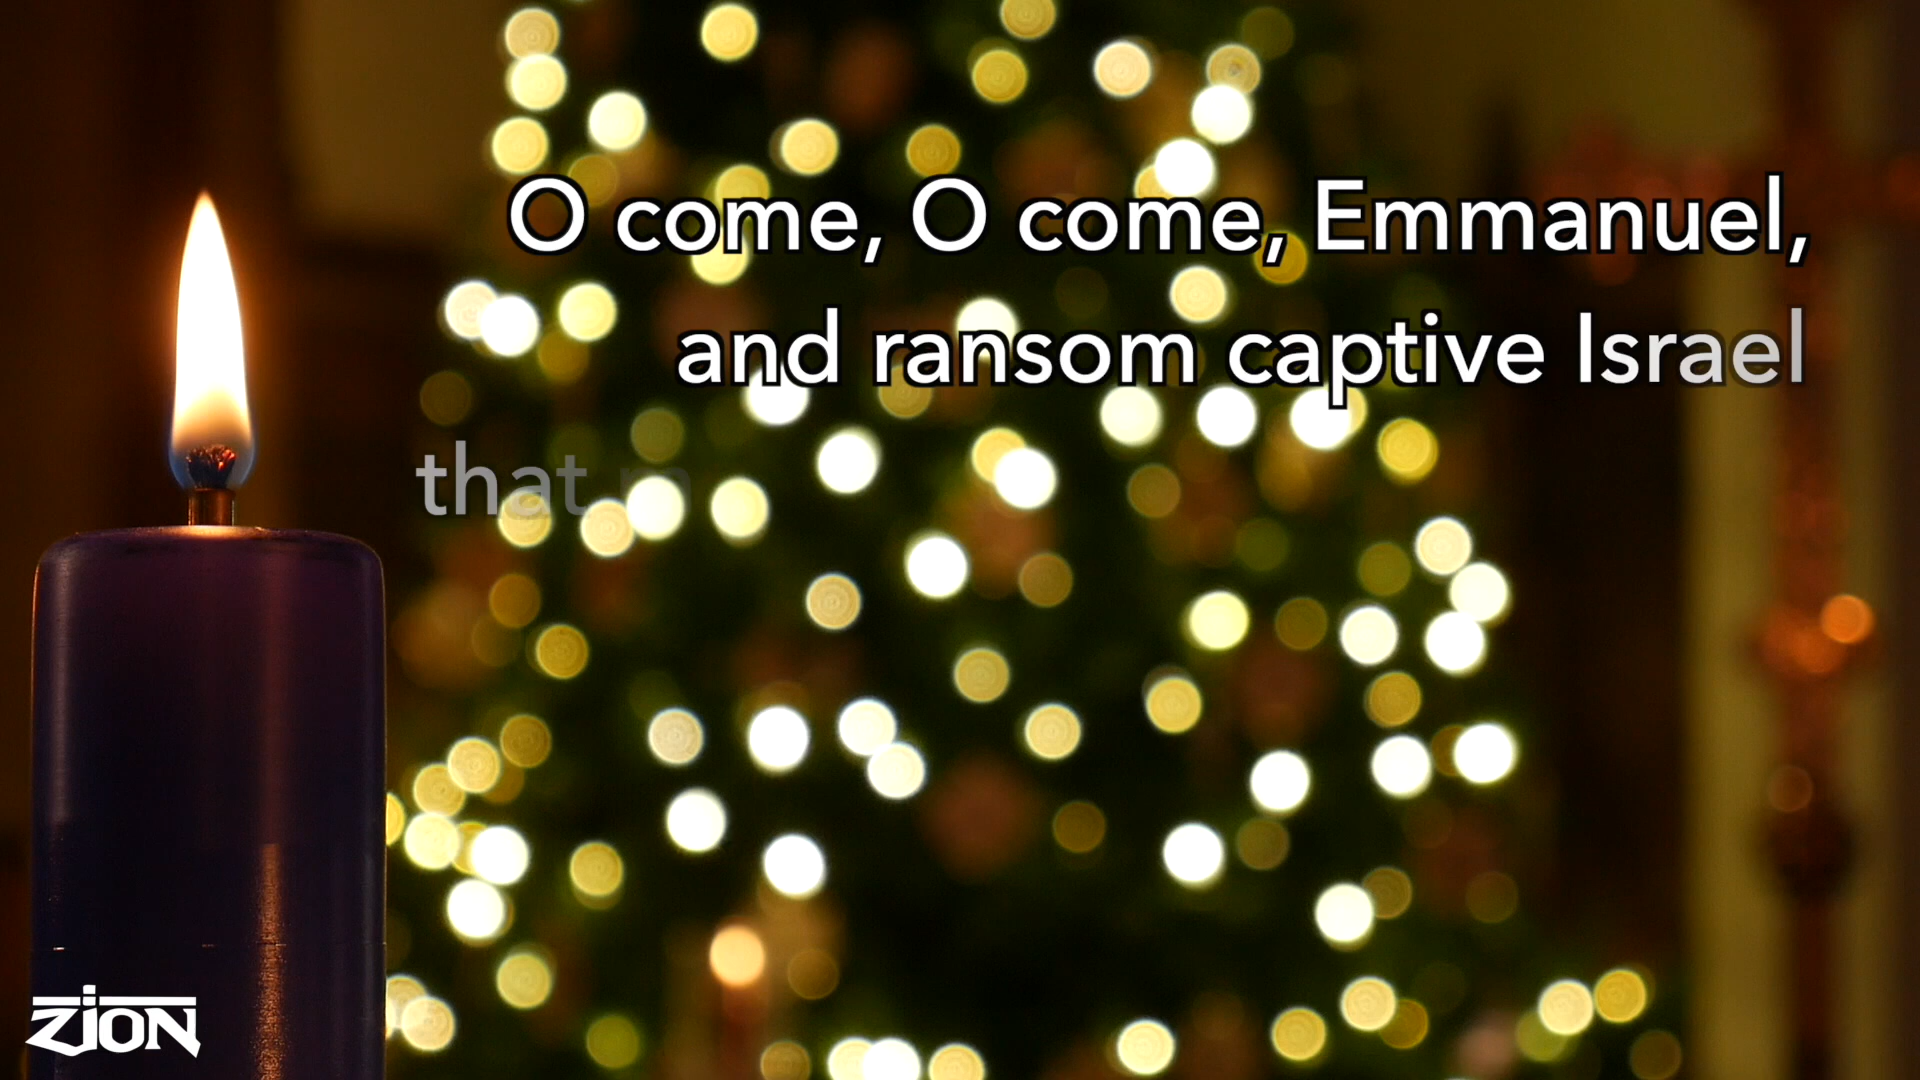 O come, O come, Emmanuel,
and ransom captive Israel
that
ZION